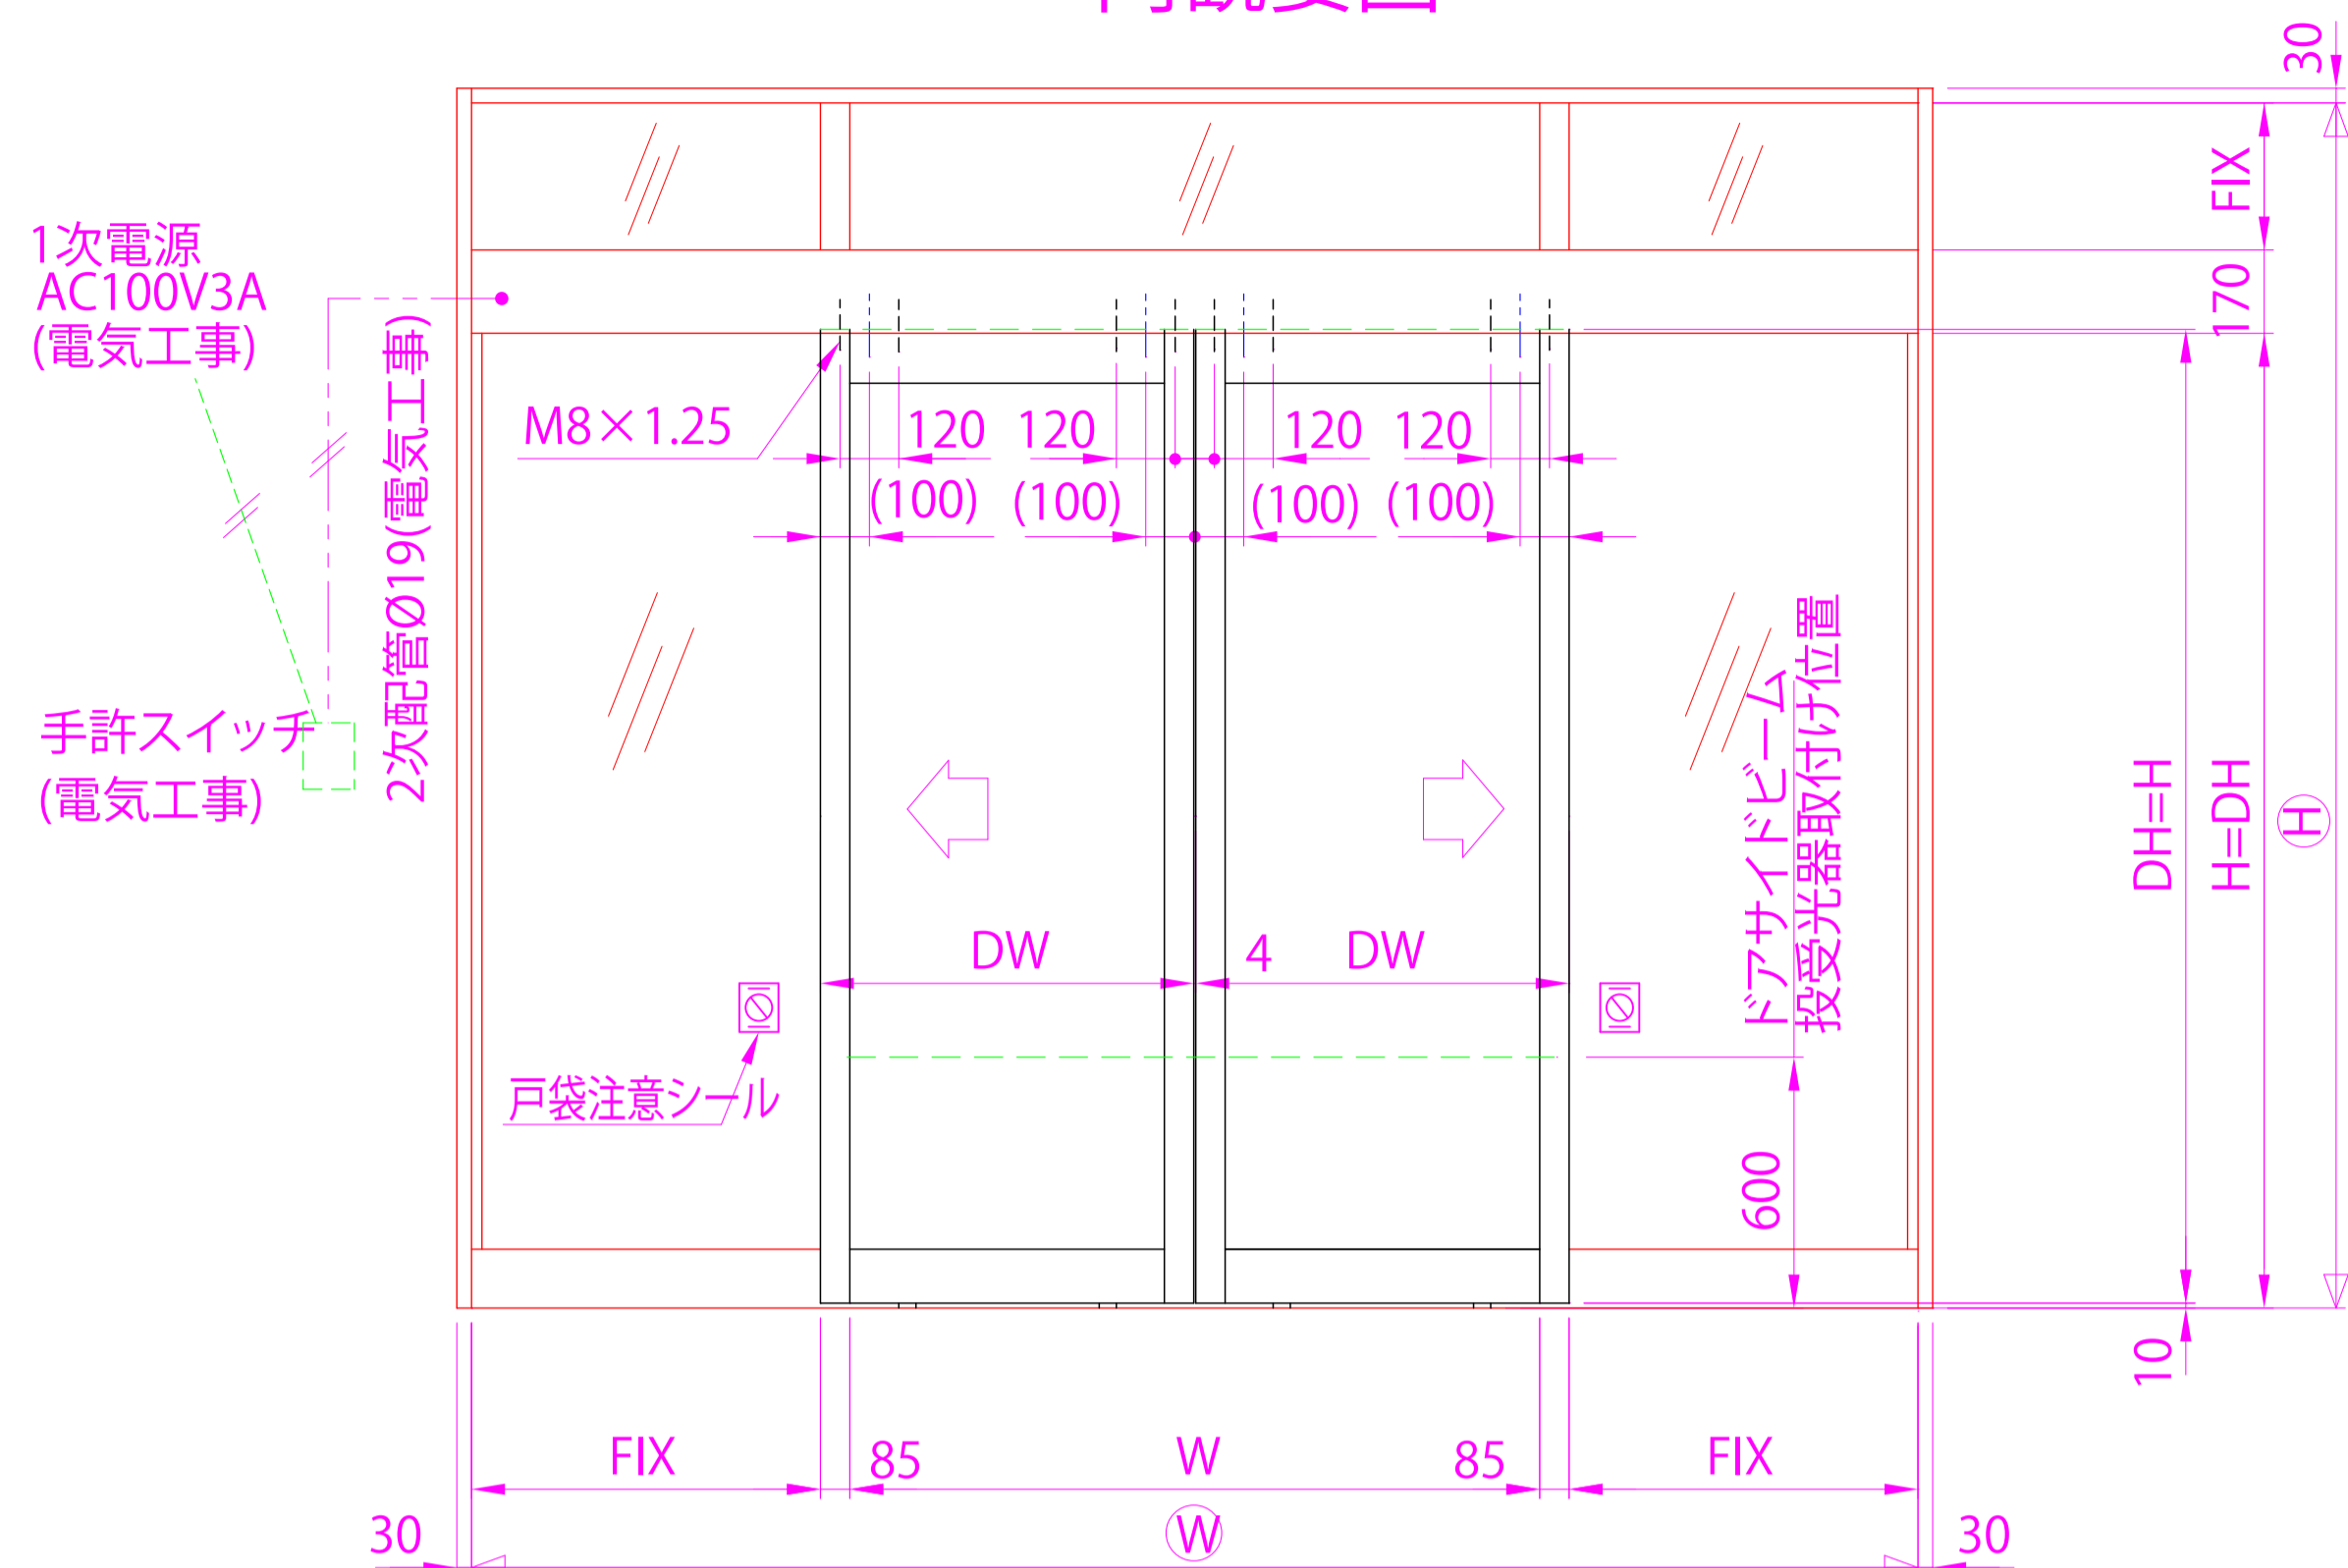 30
FIX
170
1次電源
AC100V3A
(電気工事)
2次配管Ø19(電気工事)
M8×1.25
120
120
120
120
(100)
(100)
(100)
(100)
手許スイッチ
(電気工事)
ドアサイドビーム
投受光器取付け位置
DH=H
H=DH
H
DW
4
DW
戸袋注意シール
600
10
FIX
85
W
85
FIX
W
30
30